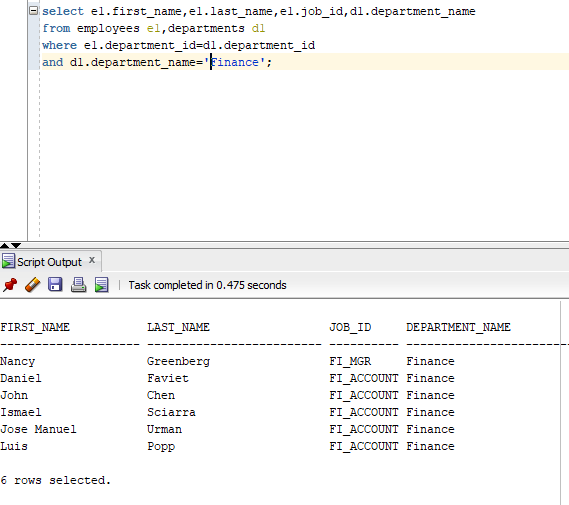 select e1.first_name,e1.last_name,e1.job_id,d1.department_name
from employees e1,departments d1
where e1.department_id=d1.department_id
and d1.department_name='Finance';
Script Output x
Task completed in 0.475 seconds
FIRST_NAME LAST_NAME JOB_ID DEPARTMENT_NAME
-------------------- ------------------------- ---------- ------------------------
Nancy Greenberg FI_MGR Finance
Daniel Faviet FI_ACCOUNT Finance
John Chen FI_ACCOUNT Finance
Ismael Sciarra FI_ACCOUNT Finance
Jose Manuel Urman FI_ACCOUNT Finance
Luis Popp FI_ACCOUNT Finance
6 rows selected.